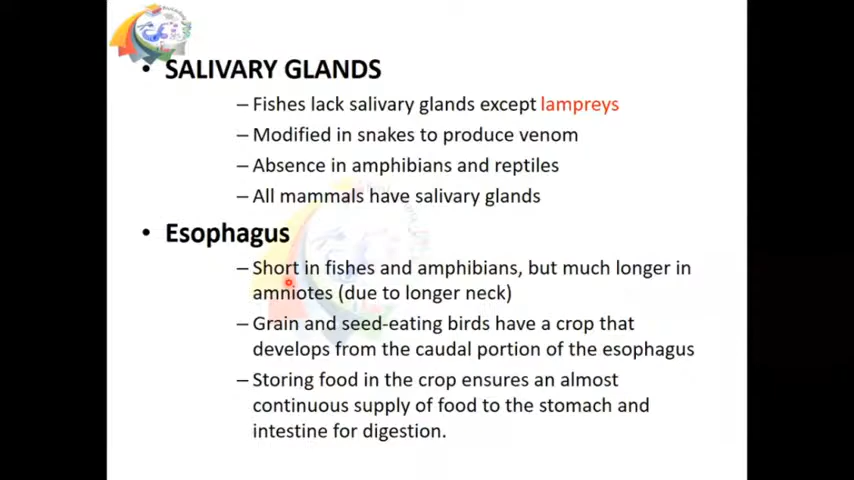 • SALIVARY GLANDS
– Fishes lack salivary glands except lampreys
– Modified in snakes to produce venom
– Absence in amphibians and reptiles
– All mammals have salivary glands
• Esophagus
– Short in fishes and amphibians, but much longer in
amniotes (due to longer neck)
– Grain and seed-eating birds have a crop that
develops from the caudal portion of the esophagus
– Storing food in the crop ensures an almost
continuous supply of food to the stomach and
intestine for digestion.